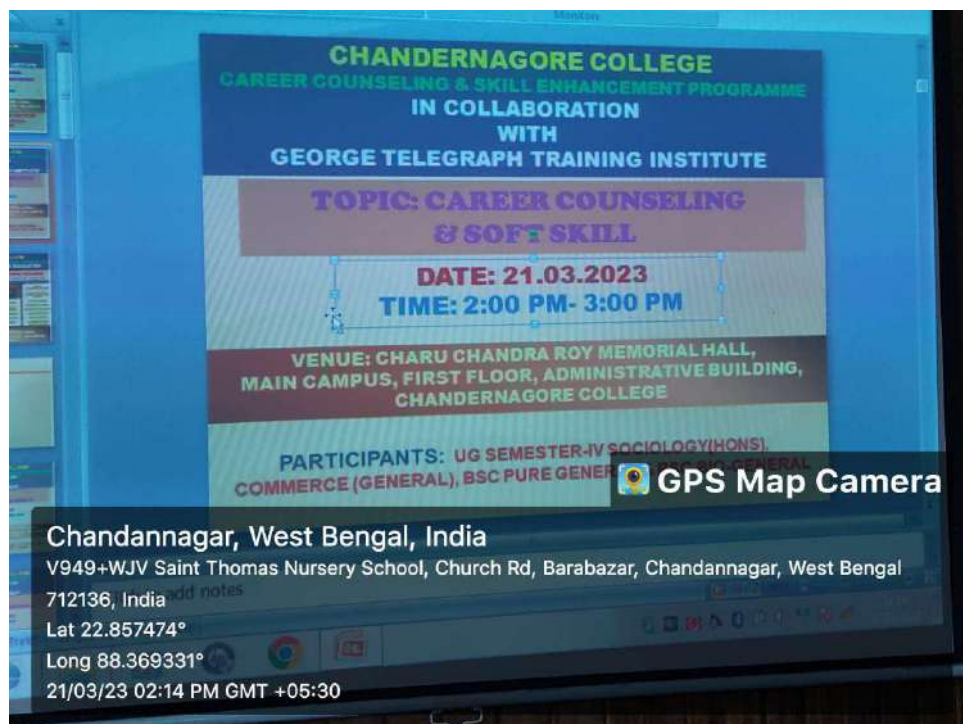 CHANDERNAGORE COLLEGE
CAREER COUNSELING & SKILL ENHANCEMENT PROGRAMME
IN COLLABORATION
WITH
GEORGE TELEGRAPH TRAINING INSTITUTE
TOPIC: CAREER COUNSELING
& SOFT SKILL
DATE: 21.03.2023
TIME: 2:00 PM- 3:00 PM
VENUE: CHARU CHANDRA ROY MEMORIAL HALL,
MAIN CAMPUS, FIRST FLOOR, ADMINISTRATIVE BUILDING,
CHANDERNAGORE COLLEGE
PARTICIPANTS: UG SEMESTER-IV SOCIOLOGY(HONS),
COMMERCE (GENERAL), BSC PURE GENERAL
GPS Map Camera
Chandannagar, West Bengal, India
V949+WJV Saint Thomas Nursery School, Church Rd, Barabazar, Chandannagar, West Bengal
712136, India
add notes
Lat 22.857474°
Long 88.369331°
21/03/23 02:14 PM GMT +05:30